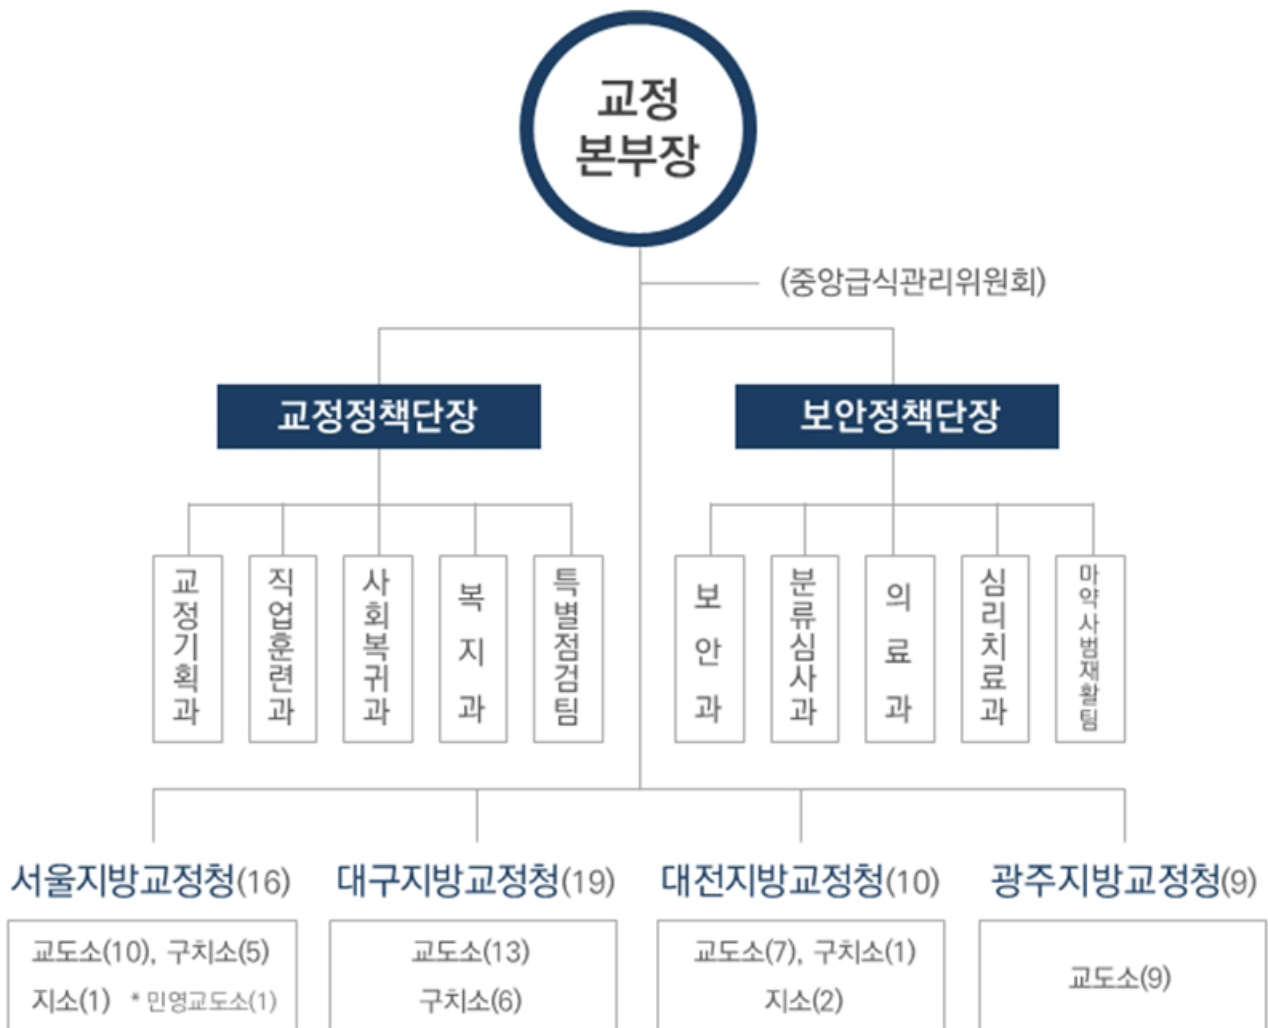 교정
본부장
(중앙급식관리위원회)
교정정책단장
보안정책단장
교정기획과
직업훈련과
사회복귀과
복지과
특별점검팀
보안과
분류심사과
의료과
심리치료과
마약사범재활팀
서울지방교정청(16)
대구지방교정청(19)
대전지방교정청(10)
광주지방교정청(9)
교도소(10), 구치소(5)
지소(1) * 민영교도소(1)
교도소(13)
구치소(6)
교도소(7), 구치소(1)
지소(2)
교도소(9)